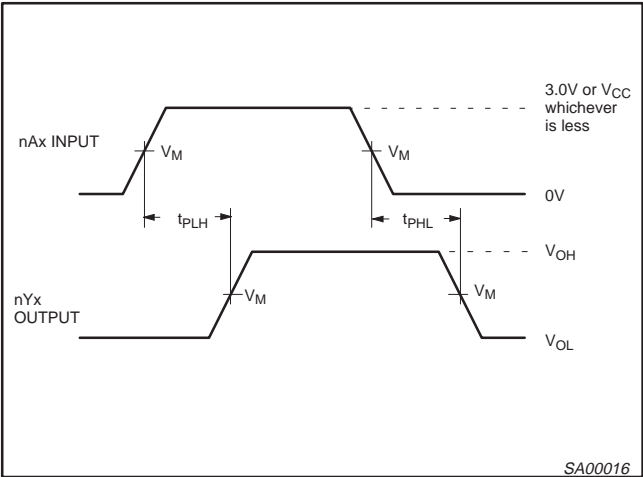 3.0V or VCC
whichever
is less
nAx INPUT
VM
VM
0V
tPLH
tPHL
VOH
nYx
OUTPUT
VM
VM
VOL
SA00016